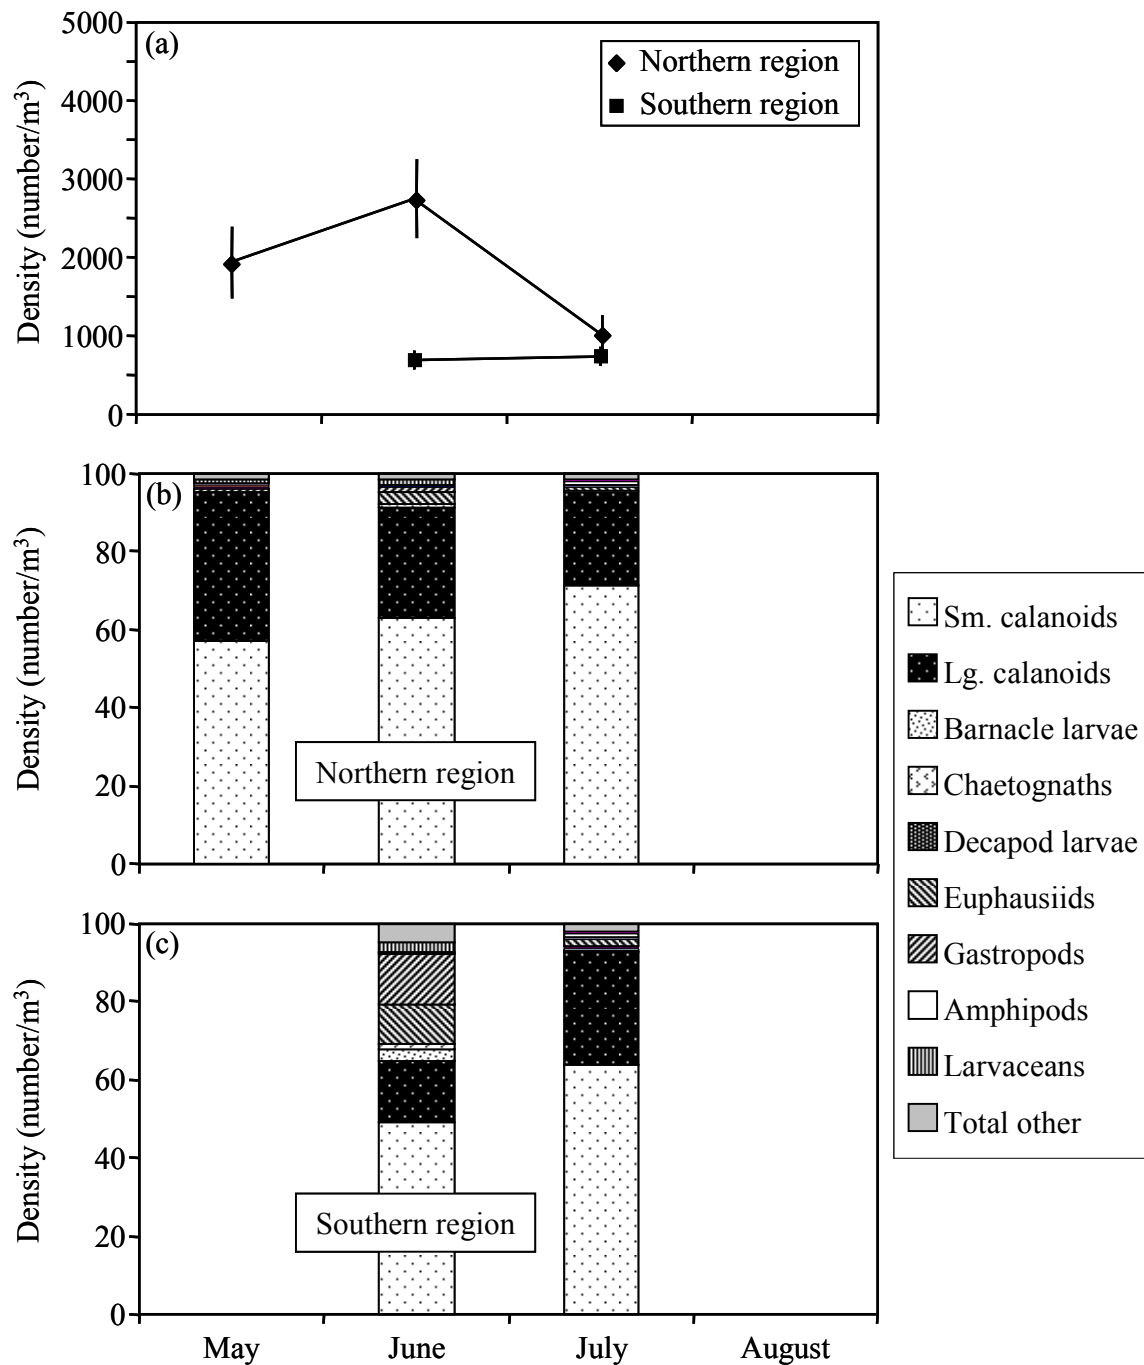 (a)
Density (number/m³)
5000
4000
3000
2000
1000
0
Northern region
Southern region
(b)
Density (number/m³)
100
80
60
40
20
0
Northern region
(c)
Density (number/m³)
100
80
60
40
20
0
Southern region
May June July August
Sm. calanoids
Lg. calanoids
Barnacle larvae
Chaetognaths
Decapod larvae
Euphausiids
Gastropods
Amphipods
Larvaceans
Total other